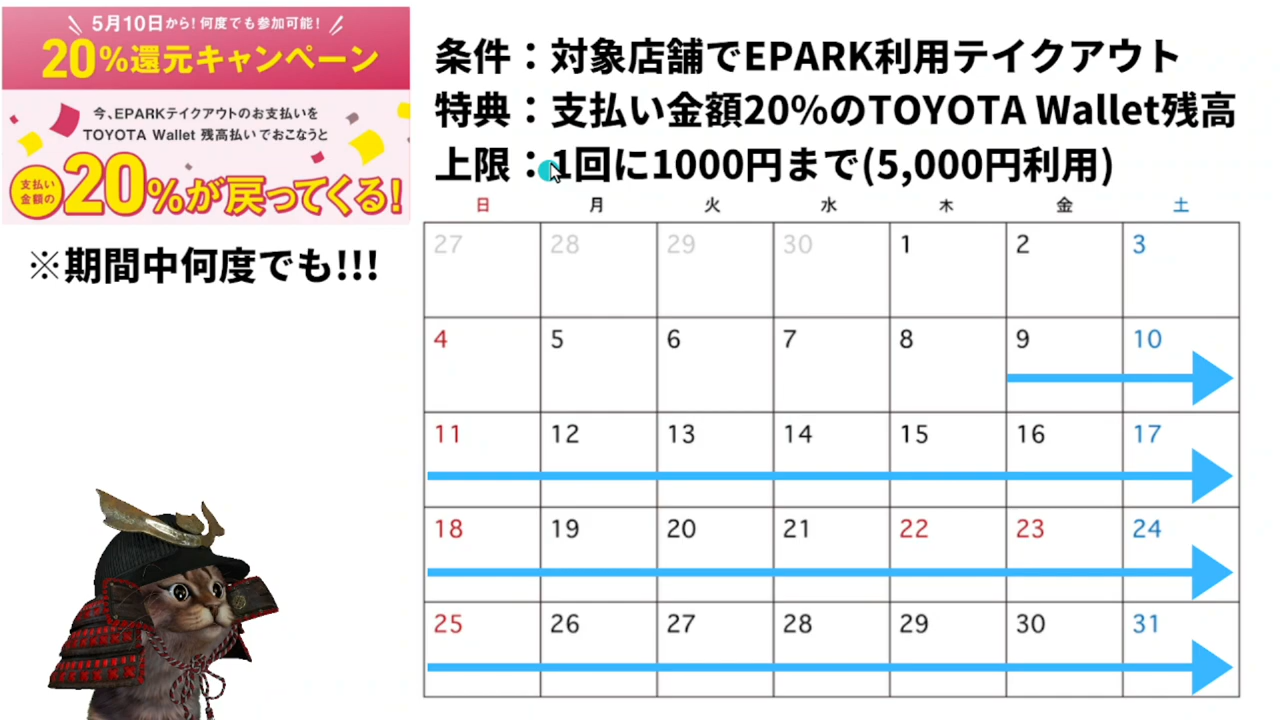 5月10日から!何度でも参加可能!
20%還元キャンペーン
今、EPARKテイクアウトのお支払いを
TOYOTA Wallet 残高払いでおこなうと
支払い
金額の
20%が戻ってくる!
※期間中何度でも!!!
条件:対象店舗でEPARK利用テイクアウト
特典:支払い金額20%のTOYOTA Wallet残高
上限:1回に1000円まで(5,000円利用)
日 月 火 水 木 金 土
27 28 29 30 1 2 3
4 5 6 7 8 9 10
11 12 13 14 15 16 17
18 19 20 21 22 23 24
25 26 27 28 29 30 31